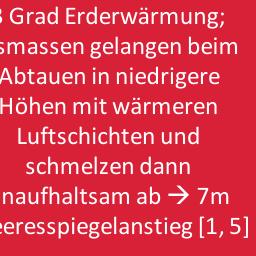 3 Grad Erderwärmung;
smassen gelangen beim
Abtauen in niedrigere
Höhen mit wärmeren
Luftschichten und
schmelzen dann
naufhaltsam ab → 7m
eeresspiegelanstieg [1, 5]